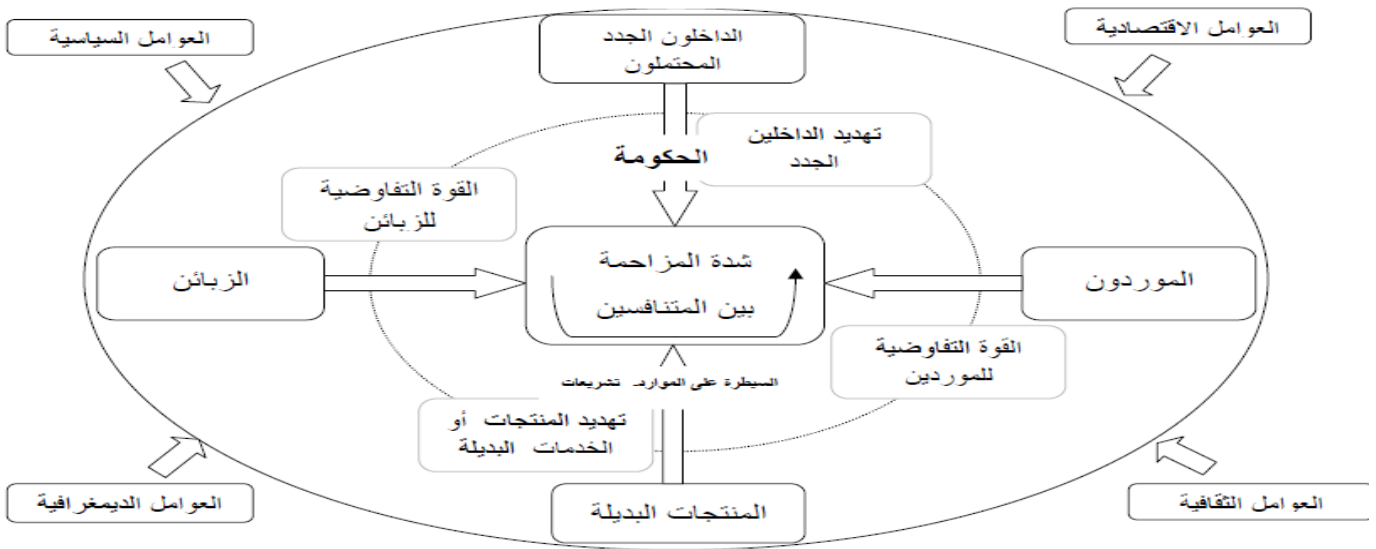 العوامل الاقتصادية
الداخلون الجدد
المحتملون
العوامل السياسية
تهديد الداخلين
الجدد
الحكومة
القوة التفاوضية
للزبائن
الموردون
شدة المزاحمة
بين المتنافسين
الزبائن
القوة التفاوضية
للموردين
السيطرة على الموارد تشريعات
تهديد المنتجات أو
الخدمات البديلة
العوامل الثقافية
المنتجات البديلة
العوامل الديمغرافية